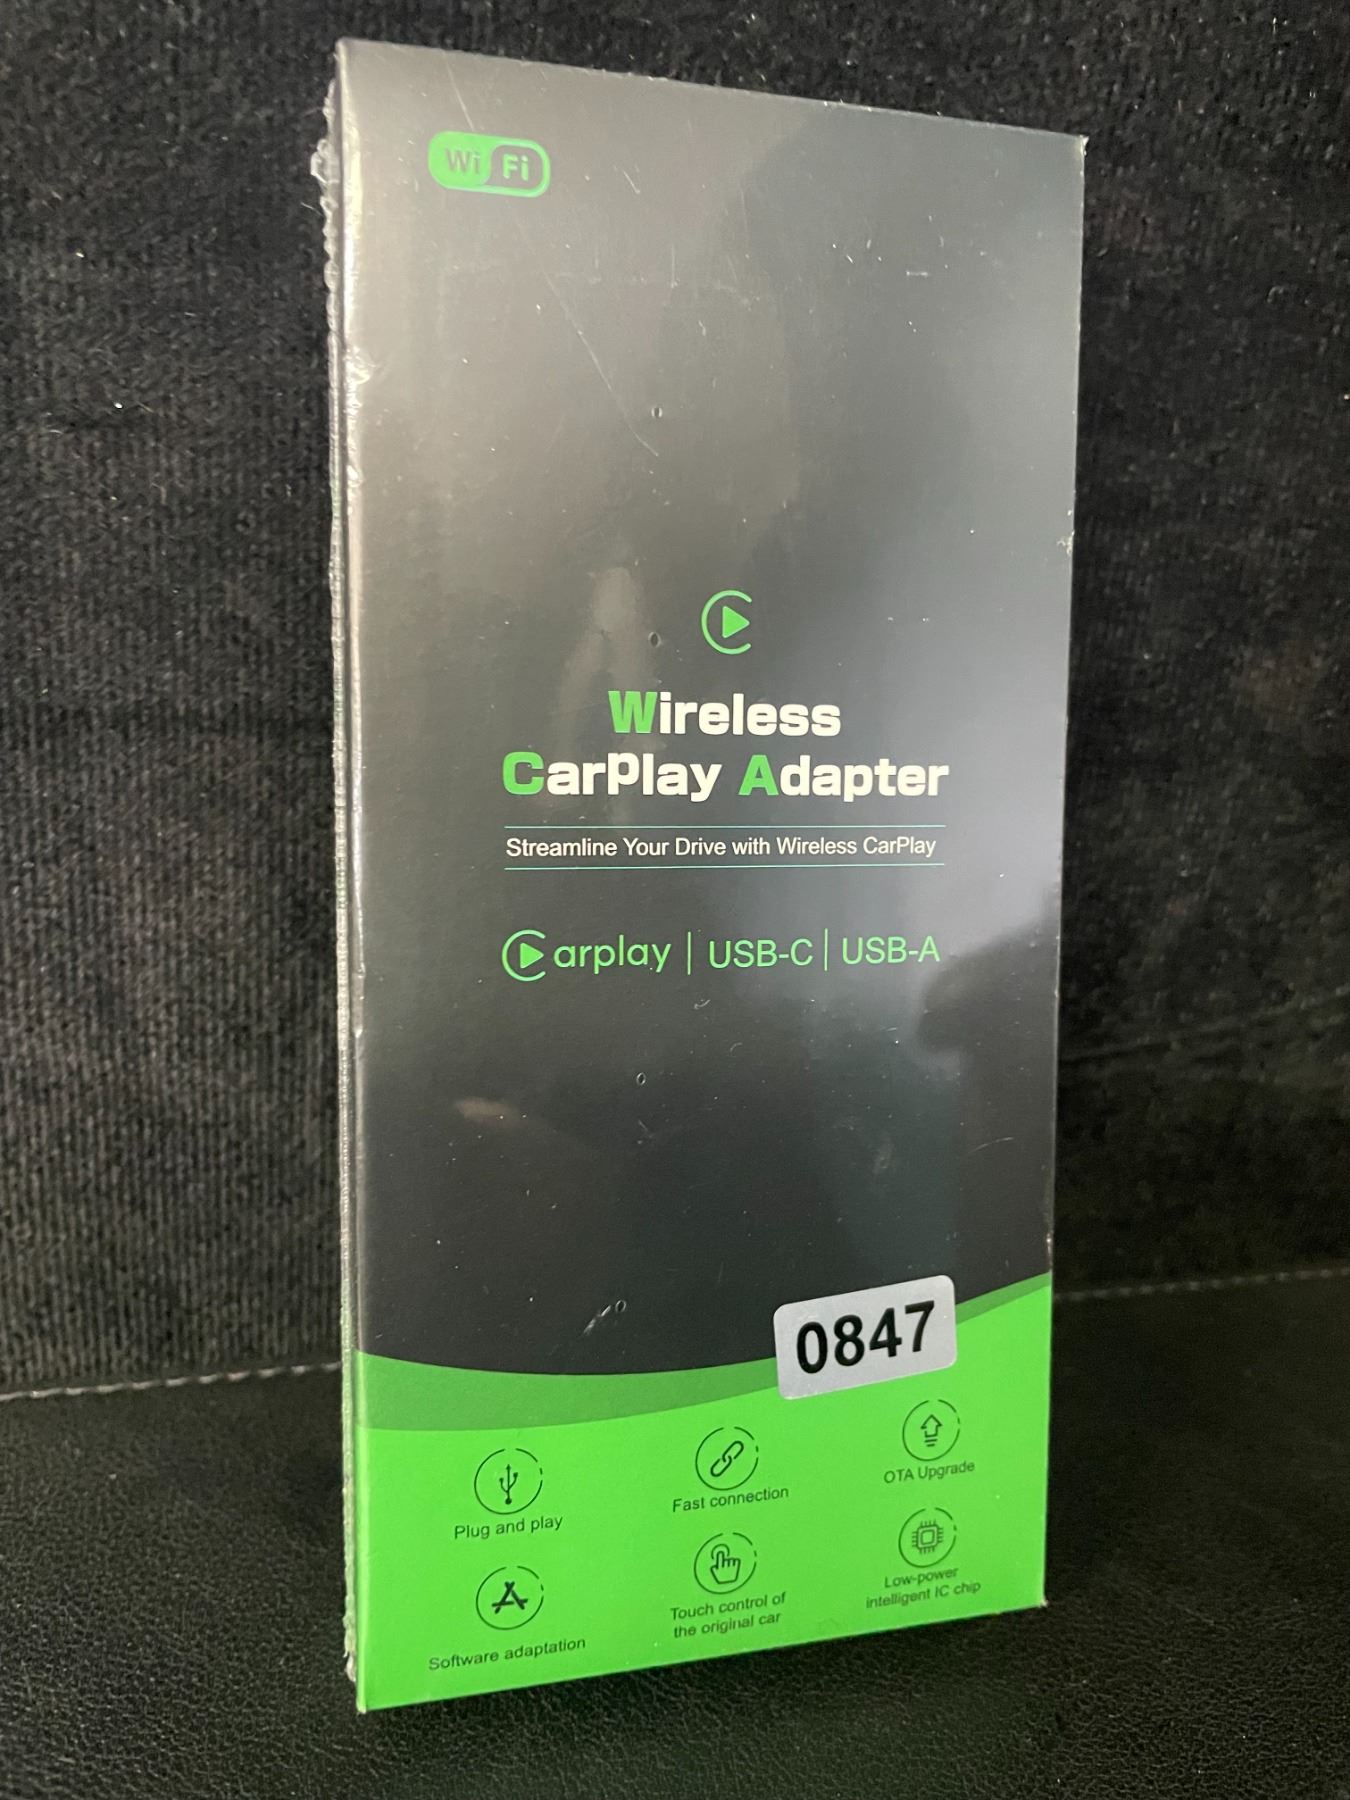 Wi Fi
Wireless
CarPlay Adapter
Streamline Your Drive with Wireless CarPlay
Carplay | USB-C | USB-A
0847
Plug and play
Fast connection
OTA Upgrade
Software adaptation
Touch control of
the original car
Low-power
intelligent IC chip